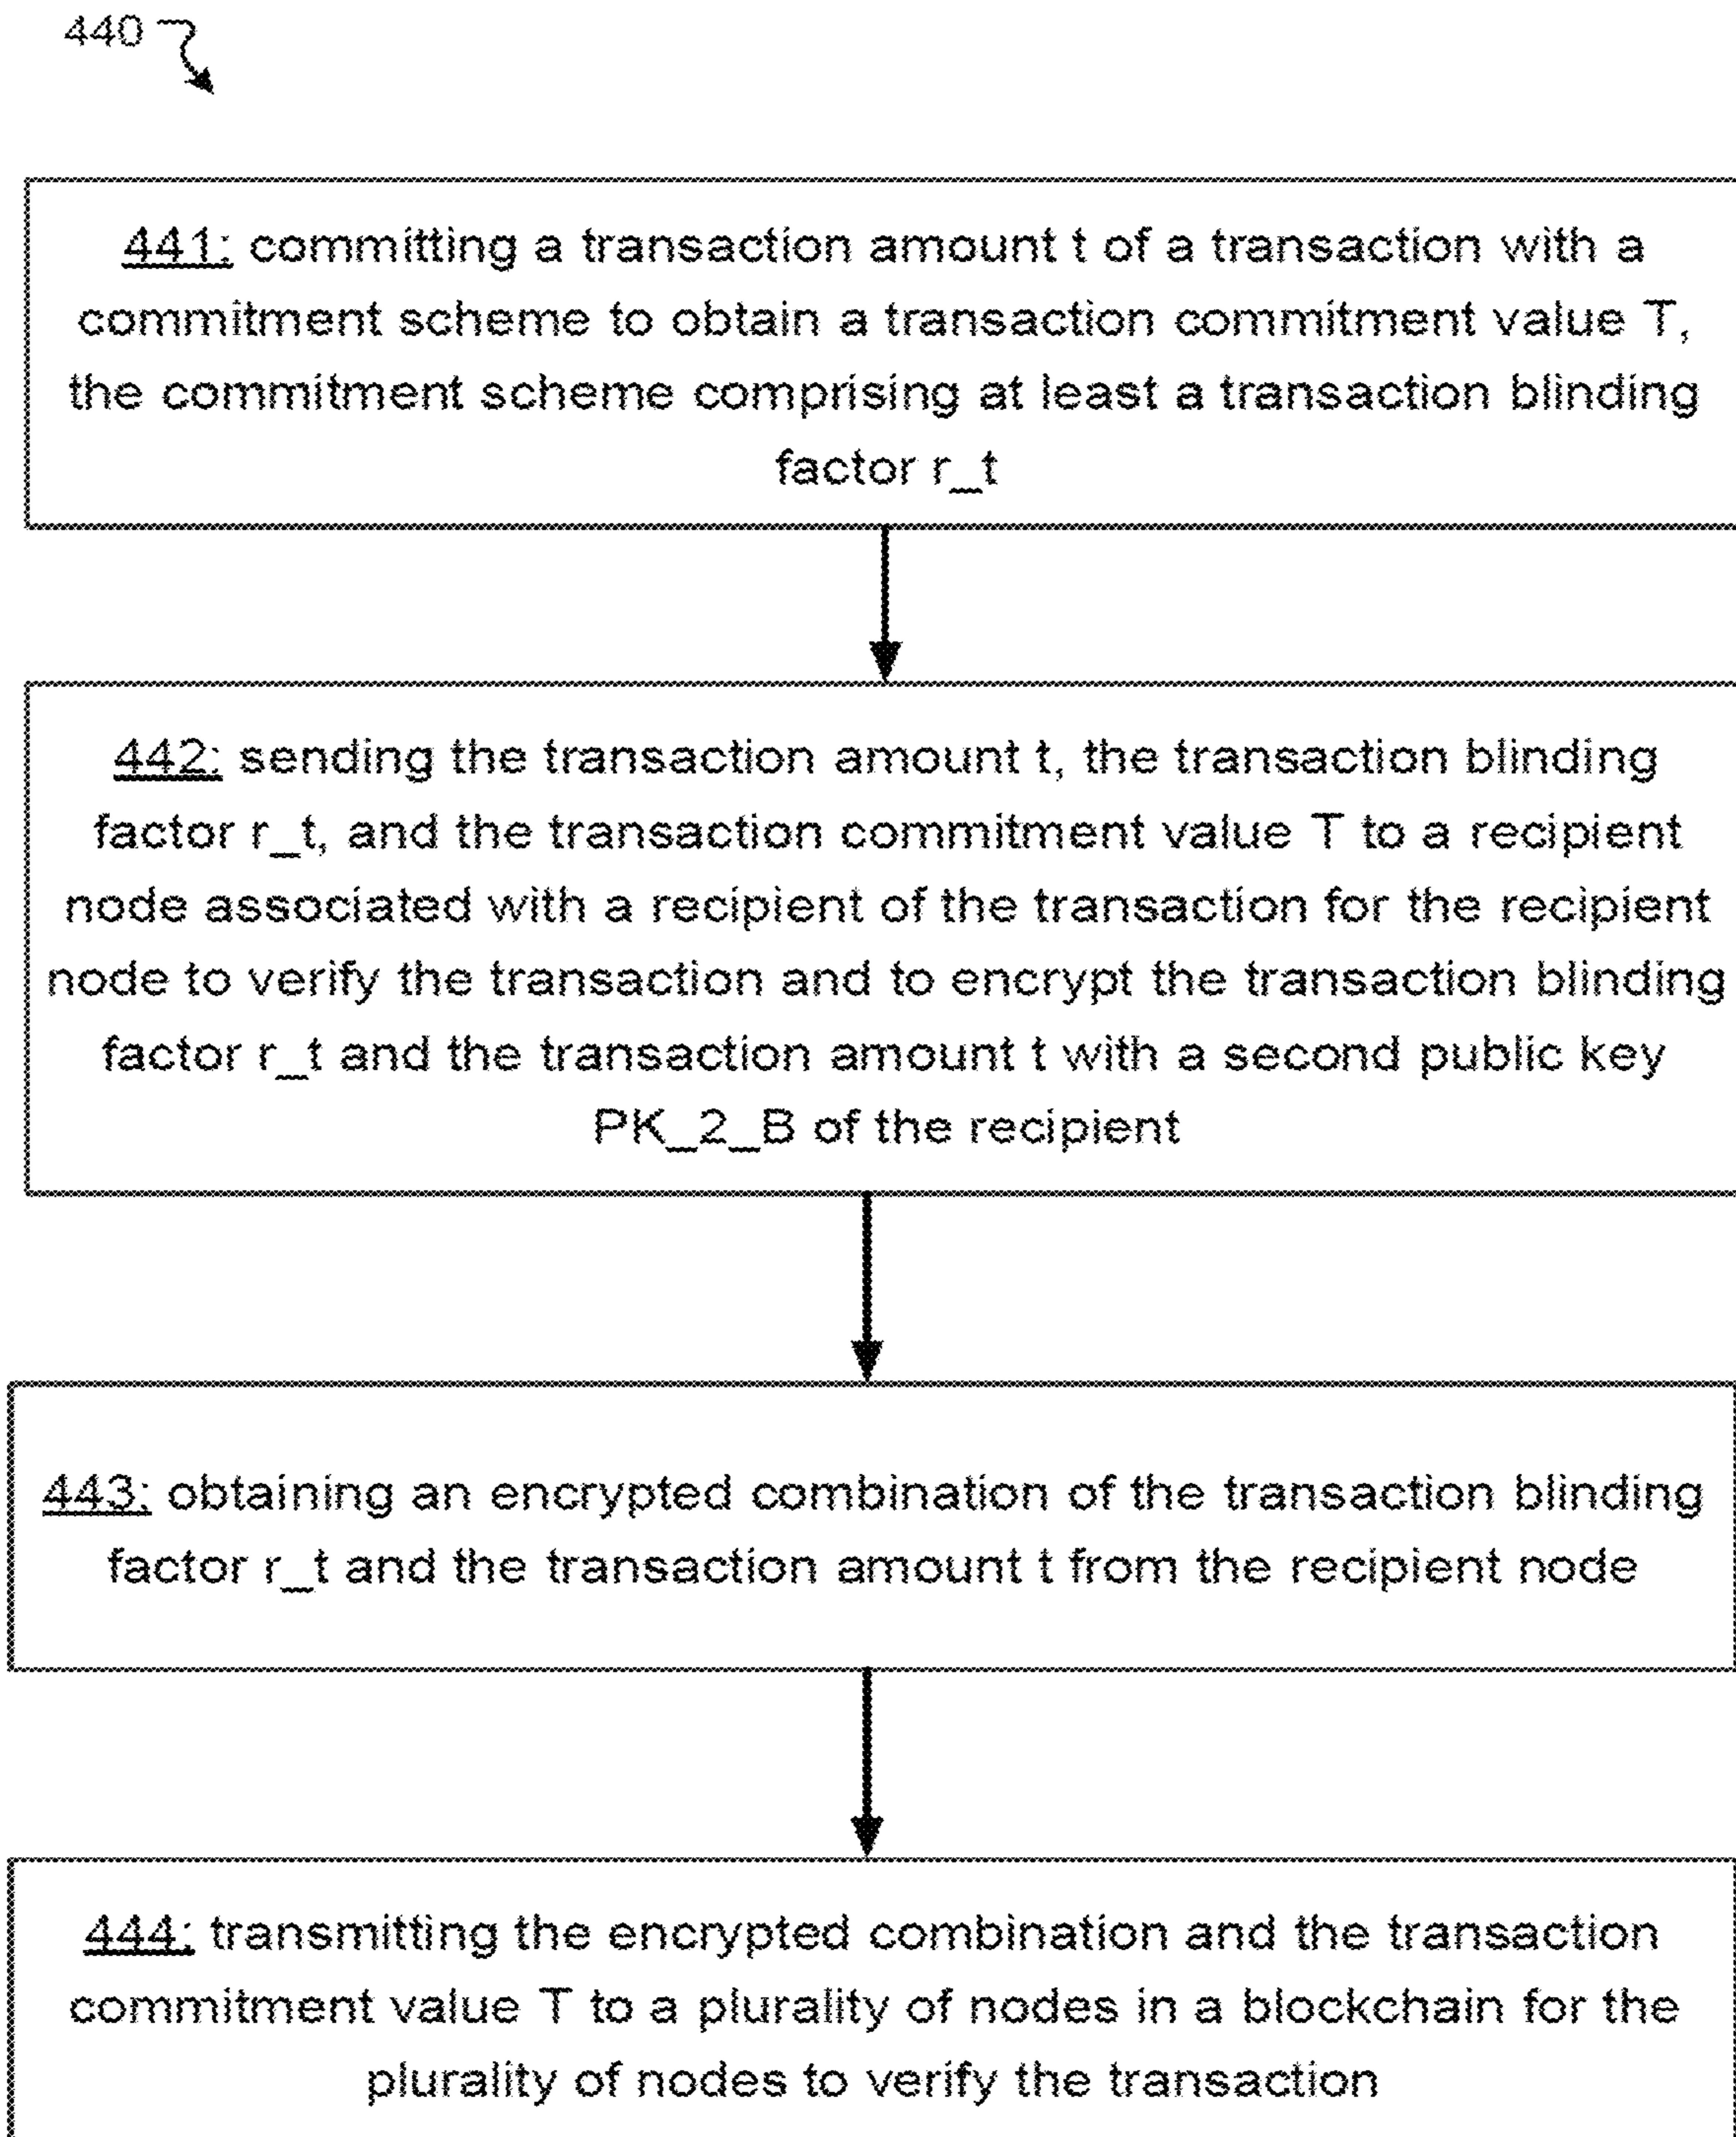 440
441: committing a transaction amount t of a transaction with a
commitment scheme to obtain a transaction commitment value T,
the commitment scheme comprising at least a transaction blinding
factor r_t
442: sending the transaction amount t, the transaction blinding
factor r_t, and the transaction commitment value T to a recipient
node associated with a recipient of the transaction for the recipient
node to verify the transaction and to encrypt the transaction blinding
factor r_t and the transaction amount t with a second public key
PK_2_B of the recipient
443: obtaining an encrypted combination of the transaction blinding
factor r_t and the transaction amount t from the recipient node
444: transmitting the encrypted combination and the transaction
commitment value T to a plurality of nodes in a blockchain for the
plurality of nodes to verify the transaction